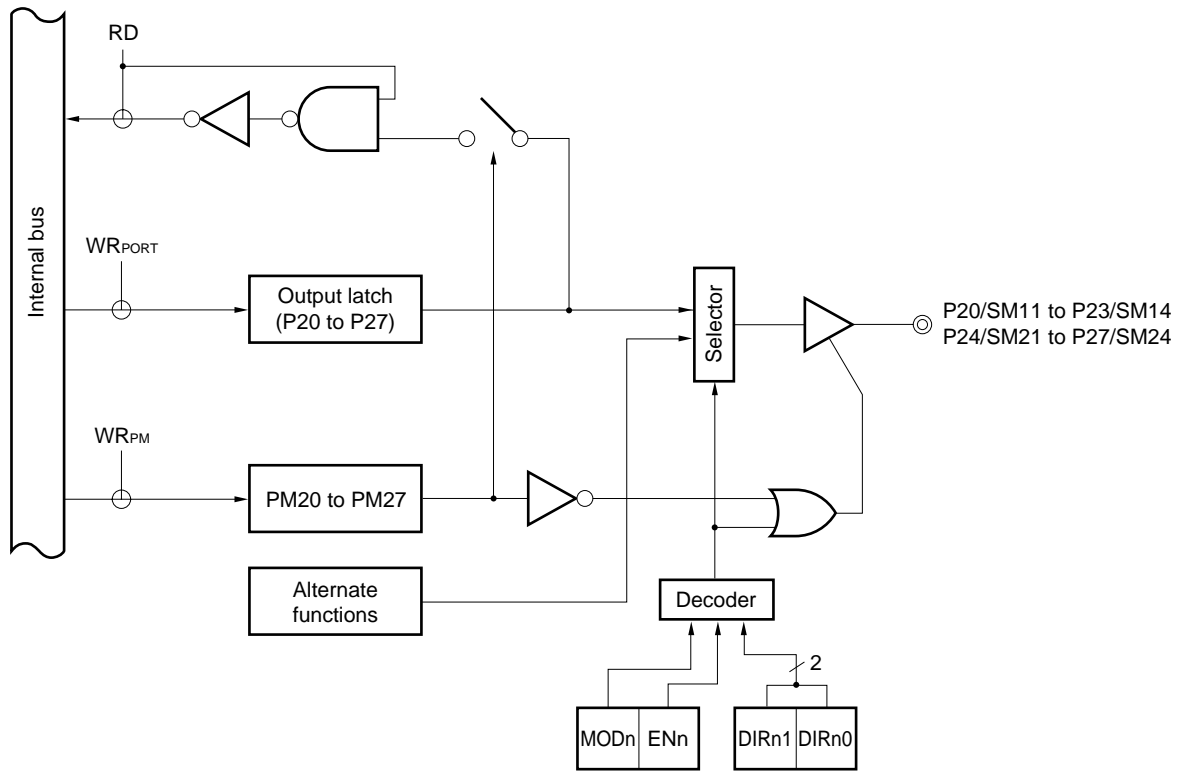 RD
Internal bus
WRPORT
Output latch
(P20 to P27)
Selector
P20/SM11 to P23/SM14
P24/SM21 to P27/SM24
WRPM
PM20 to PM27
Alternate
functions
Decoder
2
MODn
ENn
DIRn1
DIRn0